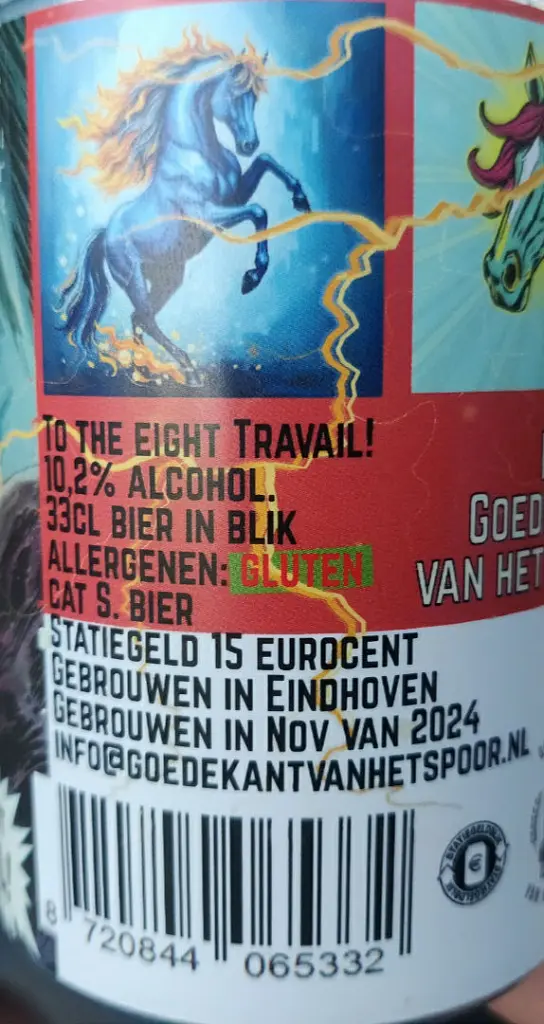 To the eight Travail!
10,2% alcohol.
33cl bier in blik
allergenen: gluten
cat S. bier
Statiegeld 15 eurocent
Gebrouwen in Eindhoven
Gebrouwen in Nov van 2024
info@goedekantvanhetspoor.nl
Goed
van het
8 720844 065332